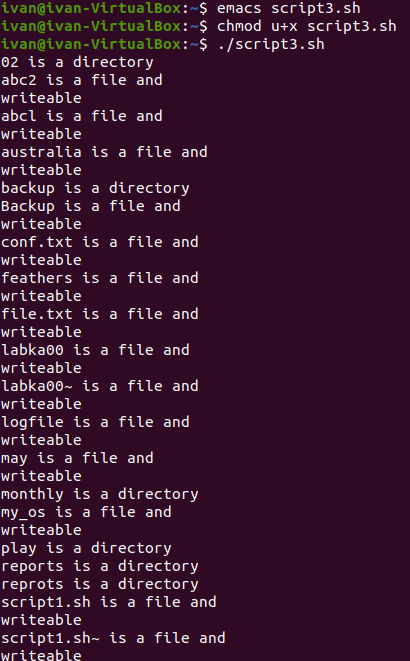 ivan@ivan-VirtualBox:~$ emacs script3.sh
ivan@ivan-VirtualBox:~$ chmod u+x script3.sh
ivan@ivan-VirtualBox:~$ ./script3.sh
02 is a directory
abc2 is a file and
writeable
abcl is a file and
writeable
australia is a file and
writeable
backup is a directory
Backup is a file and
writeable
conf.txt is a file and
writeable
feathers is a file and
writeable
file.txt is a file and
writeable
labka00 is a file and
writeable
labka00~ is a file and
writeable
logfile is a file and
writeable
may is a file and
writeable
monthly is a directory
my_os is a file and
writeable
play is a directory
reports is a directory
reprots is a directory
script1.sh is a file and
writeable
script1.sh~ is a file and
writeable